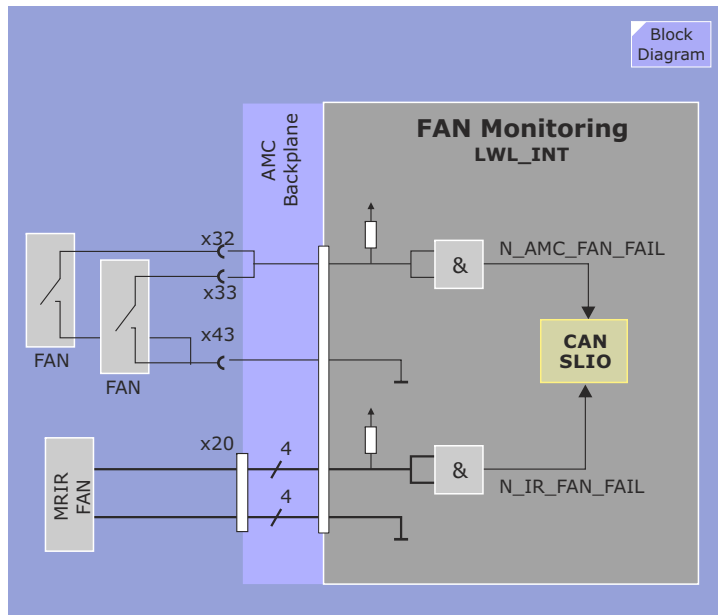 Block
Diagram
FAN Monitoring
LWL_INT
AMC
Backplane
x32
N_AMC_FAN_FAIL
&
x33
x43
CAN
SLIO
FAN
FAN
x20
4
&
MRIR
FAN
4
N_IR_FAN_FAIL